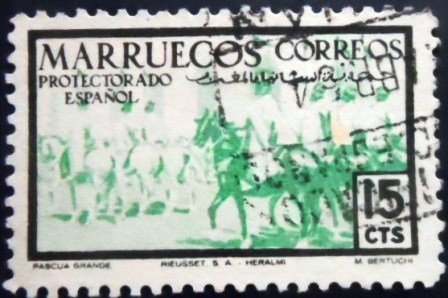 MARRUECOS CORREOS
PROTECTORADO
ESPAÑOL
15
CTS
PASCUA GRANDE RIEUSSET. S. A. - HERALMI M. BERTUCHI